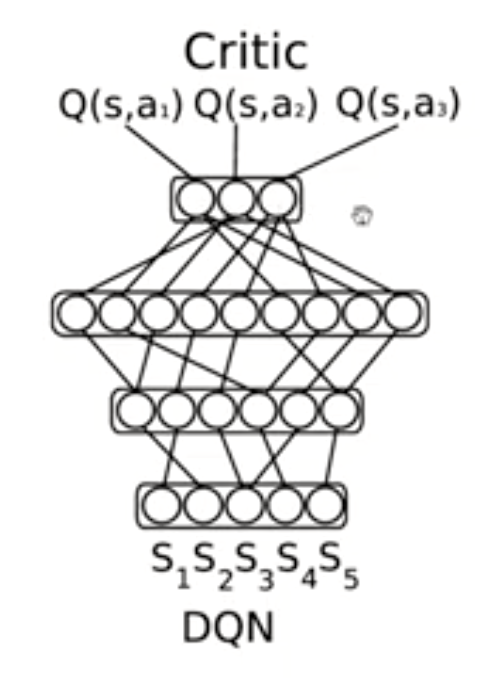 Critic
Q(s,a₁) Q(s,a₂) Q(s,a₃)
S₁S₂S₃S₄S₅
DQN